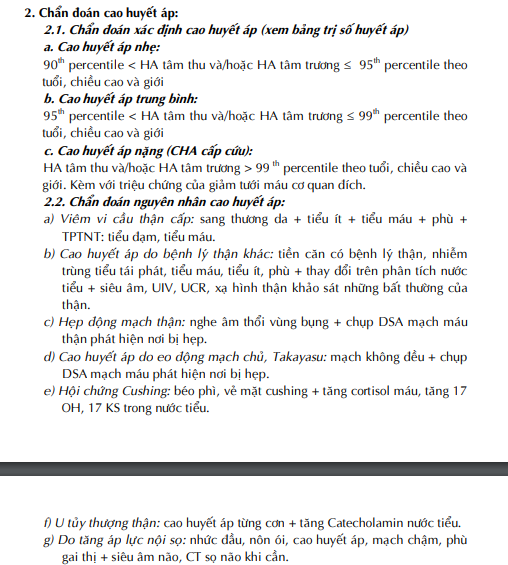 2. Chẩn đoán cao huyết áp:
2.1. Chẩn đoán xác định cao huyết áp (xem bảng trị số huyết áp)
a. Cao huyết áp nhẹ:
90th percentile < HA tâm thu và/hoặc HA tâm trương ≤ 95th percentile theo
tuổi, chiều cao và giới
b. Cao huyết áp trung bình:
95th percentile < HA tâm thu và/hoặc HA tâm trương ≤ 99th percentile theo
tuổi, chiều cao và giới
c. Cao huyết áp nặng (CHA cấp cứu):
HA tâm thu và/hoặc HA tâm trương > 99 th percentile theo tuổi, chiều cao và
giới. Kèm với triệu chứng của giảm tưới máu cơ quan đích.
2.2. Chẩn đoán nguyên nhân cao huyết áp:
a) Viêm vi cầu thận cấp: sang thương da + tiểu ít + tiểu máu + phù +
TPTNT: tiểu đạm, tiểu máu.
b) Cao huyết áp do bệnh lý thận khác: tiền căn có bệnh lý thận, nhiễm
trùng tiểu tái phát, tiểu máu, tiểu ít, phù + thay đổi trên phân tích nước
tiểu + siêu âm, UIV, UCR, xạ hình thận khảo sát những bất thường của
thận.
c) Hẹp động mạch thận: nghe âm thổi vùng bụng + chụp DSA mạch máu
thận phát hiện nơi bị hẹp.
d) Cao huyết áp do eo động mạch chủ, Takayasu: mạch không đều + chụp
DSA mạch máu phát hiện nơi bị hẹp.
e) Hội chứng Cushing: béo phì, vẻ mặt cushing + tăng cortisol máu, tăng 17
OH, 17 KS trong nước tiểu.
f) U tủy thượng thận: cao huyết áp từng cơn + tăng Catecholamin nước tiểu.
g) Do tăng áp lực nội sọ: nhức đầu, nôn ói, cao huyết áp, mạch chậm, phù
gai thị + siêu âm não, CT sọ não khi cần.